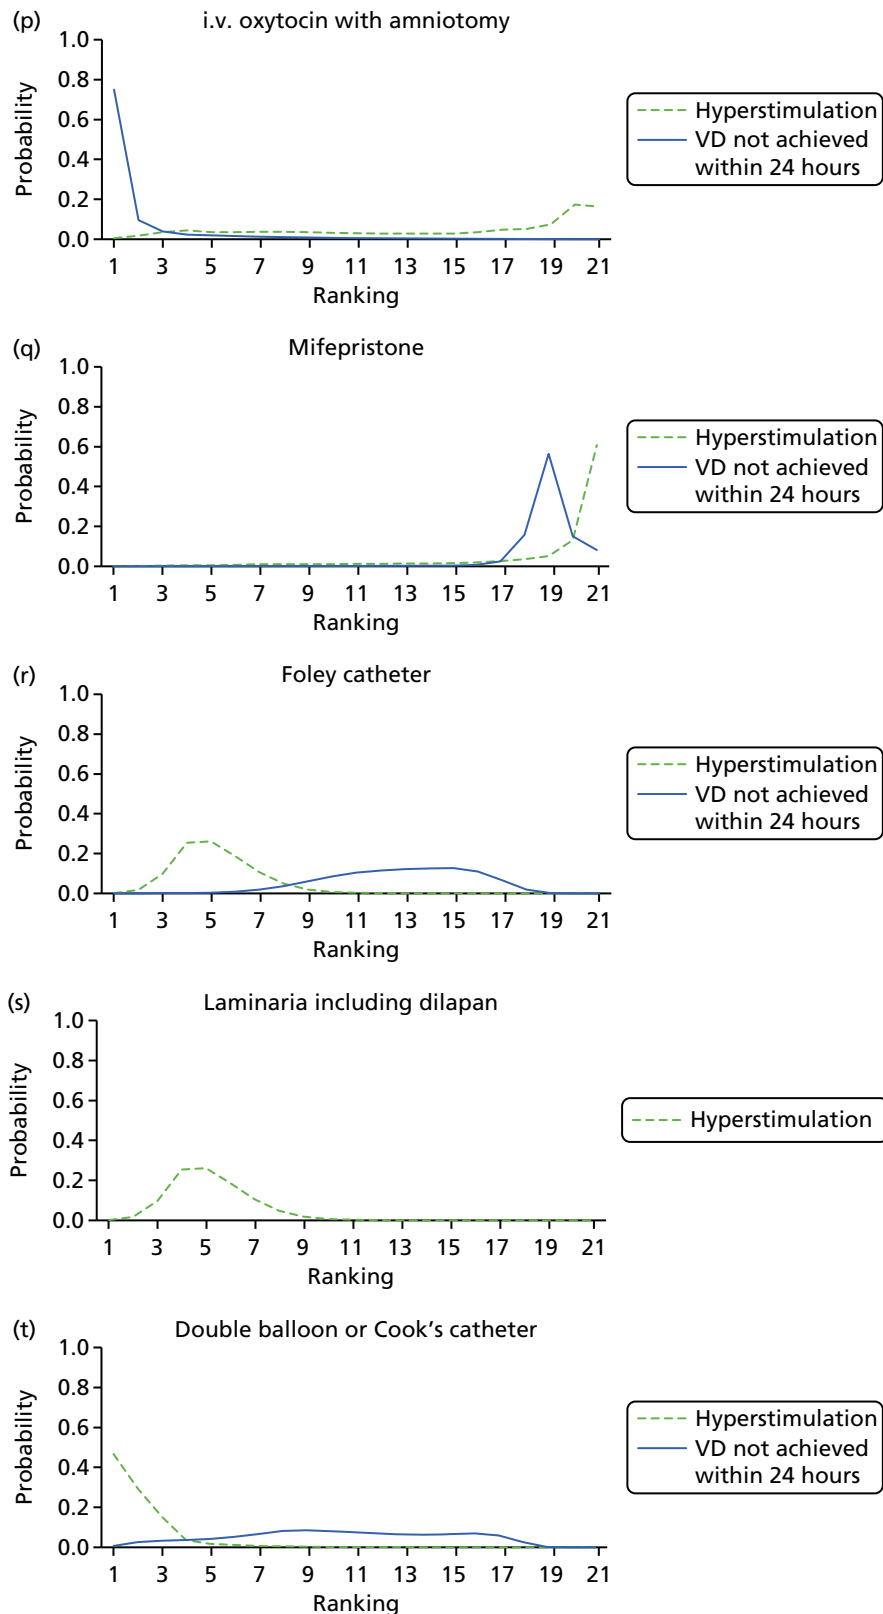 (p)
i.v. oxytocin with amniotomy
1.0
0.8
0.6
0.4
0.2
0.0
Probability
1 3 5 7 9 11 13 15 17 19 21
Ranking
Hyperstimulation
VD not achieved
within 24 hours
(q)
Mifepristone
1.0
0.8
0.6
0.4
0.2
0.0
Probability
1 3 5 7 9 11 13 15 17 19 21
Ranking
Hyperstimulation
VD not achieved
within 24 hours
(r)
Foley catheter
1.0
0.8
0.6
0.4
0.2
0.0
Probability
1 3 5 7 9 11 13 15 17 19 21
Ranking
Hyperstimulation
VD not achieved
within 24 hours
(s)
Laminaria including dilapan
1.0
0.8
0.6
0.4
0.2
0.0
Probability
1 3 5 7 9 11 13 15 17 19 21
Ranking
Hyperstimulation
(t)
Double balloon or Cook's catheter
1.0
0.8
0.6
0.4
0.2
0.0
Probability
1 3 5 7 9 11 13 15 17 19 21
Ranking
Hyperstimulation
VD not achieved
within 24 hours